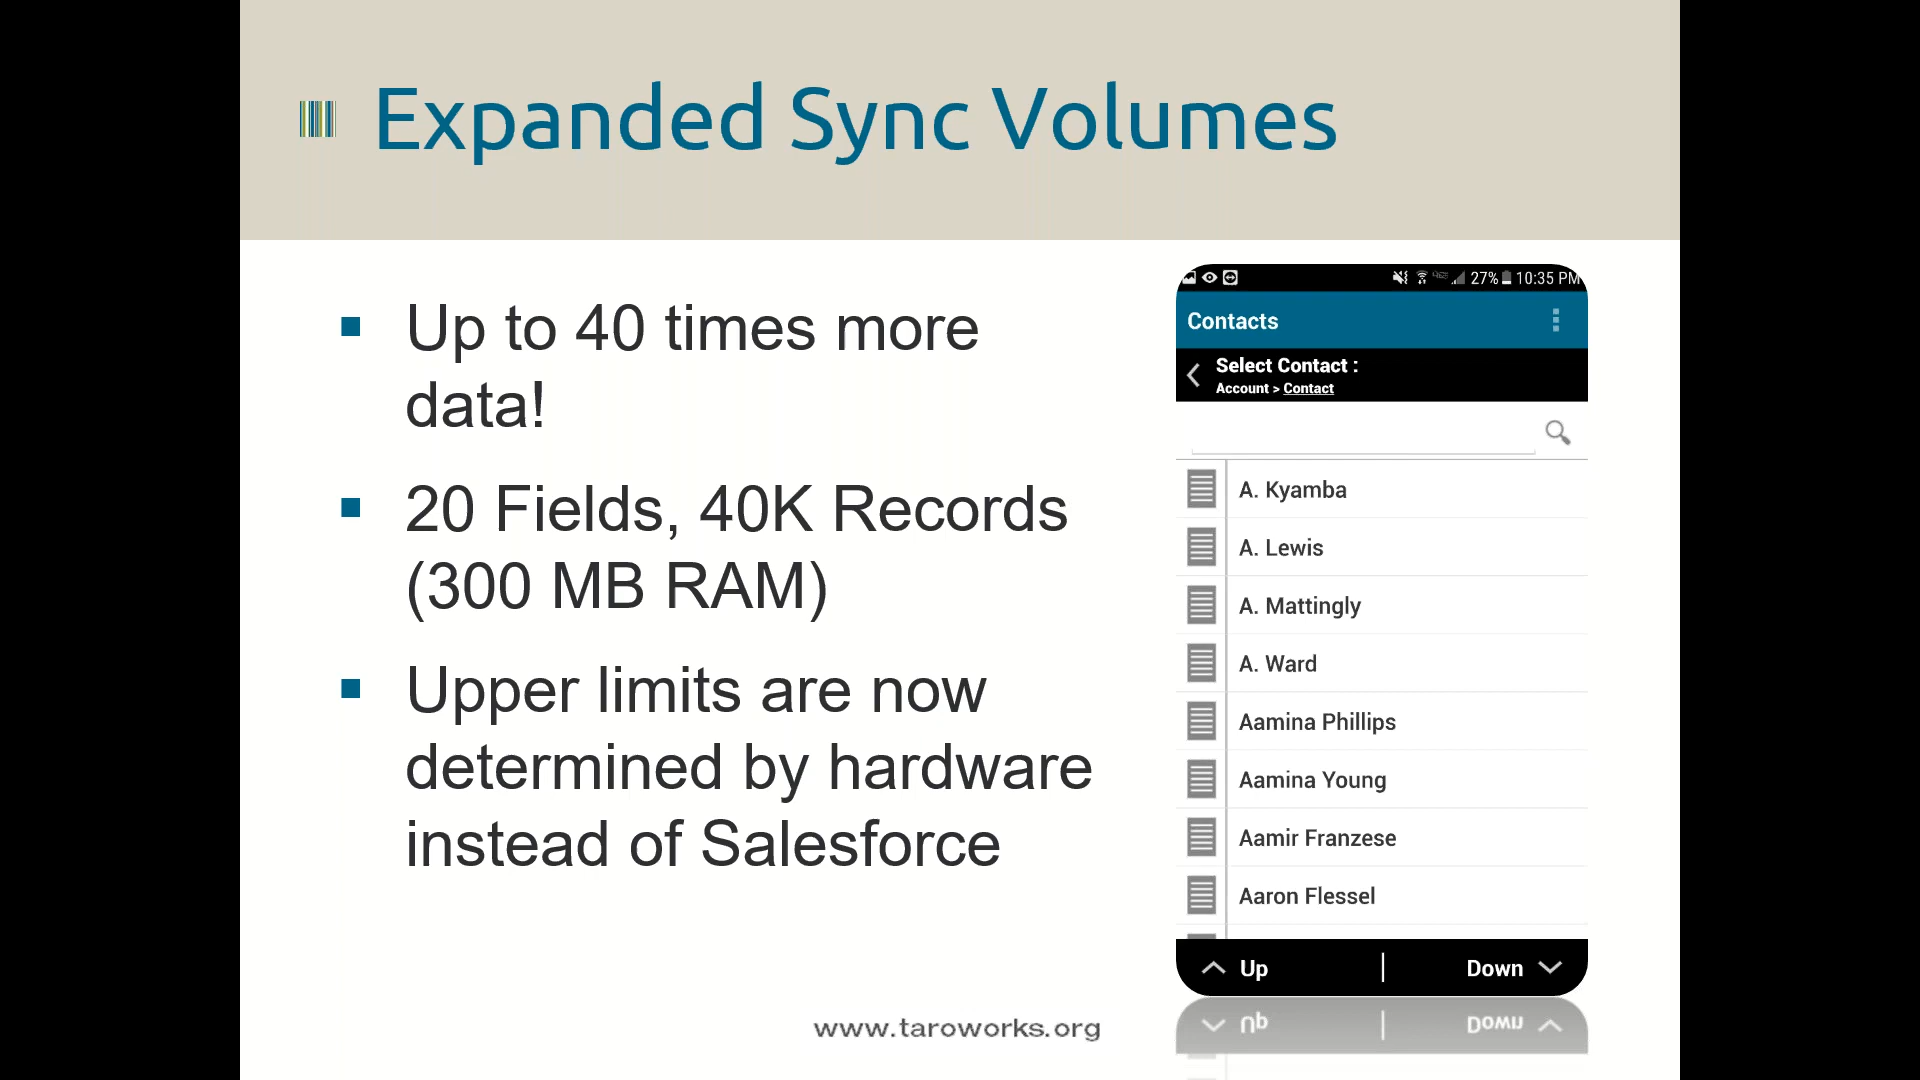 Expanded Sync Volumes
Up to 40 times more
data!
20 Fields, 40K Records
(300 MB RAM)
Upper limits are now
determined by hardware
instead of Salesforce
27% 10:35 PM
Contacts
Select Contact :
Account > Contact
A. Kyamba
A. Lewis
A. Mattingly
A. Ward
Aamina Phillips
Aamina Young
Aamir Franzese
Aaron Flessel
Up | Down
www.taroworks.org